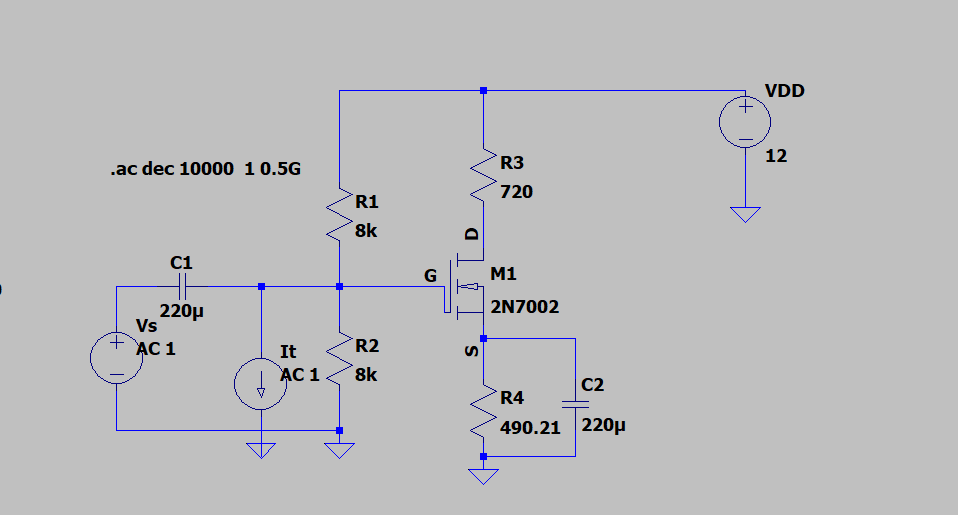 VDD
12
.ac dec 10000 1 0.5G
R3
720
R1
8k
D
C1
G
M1
220µ
2N7002
Vs
AC 1
It
AC 1
R2
8k
S
C2
R4
490.21
220µ